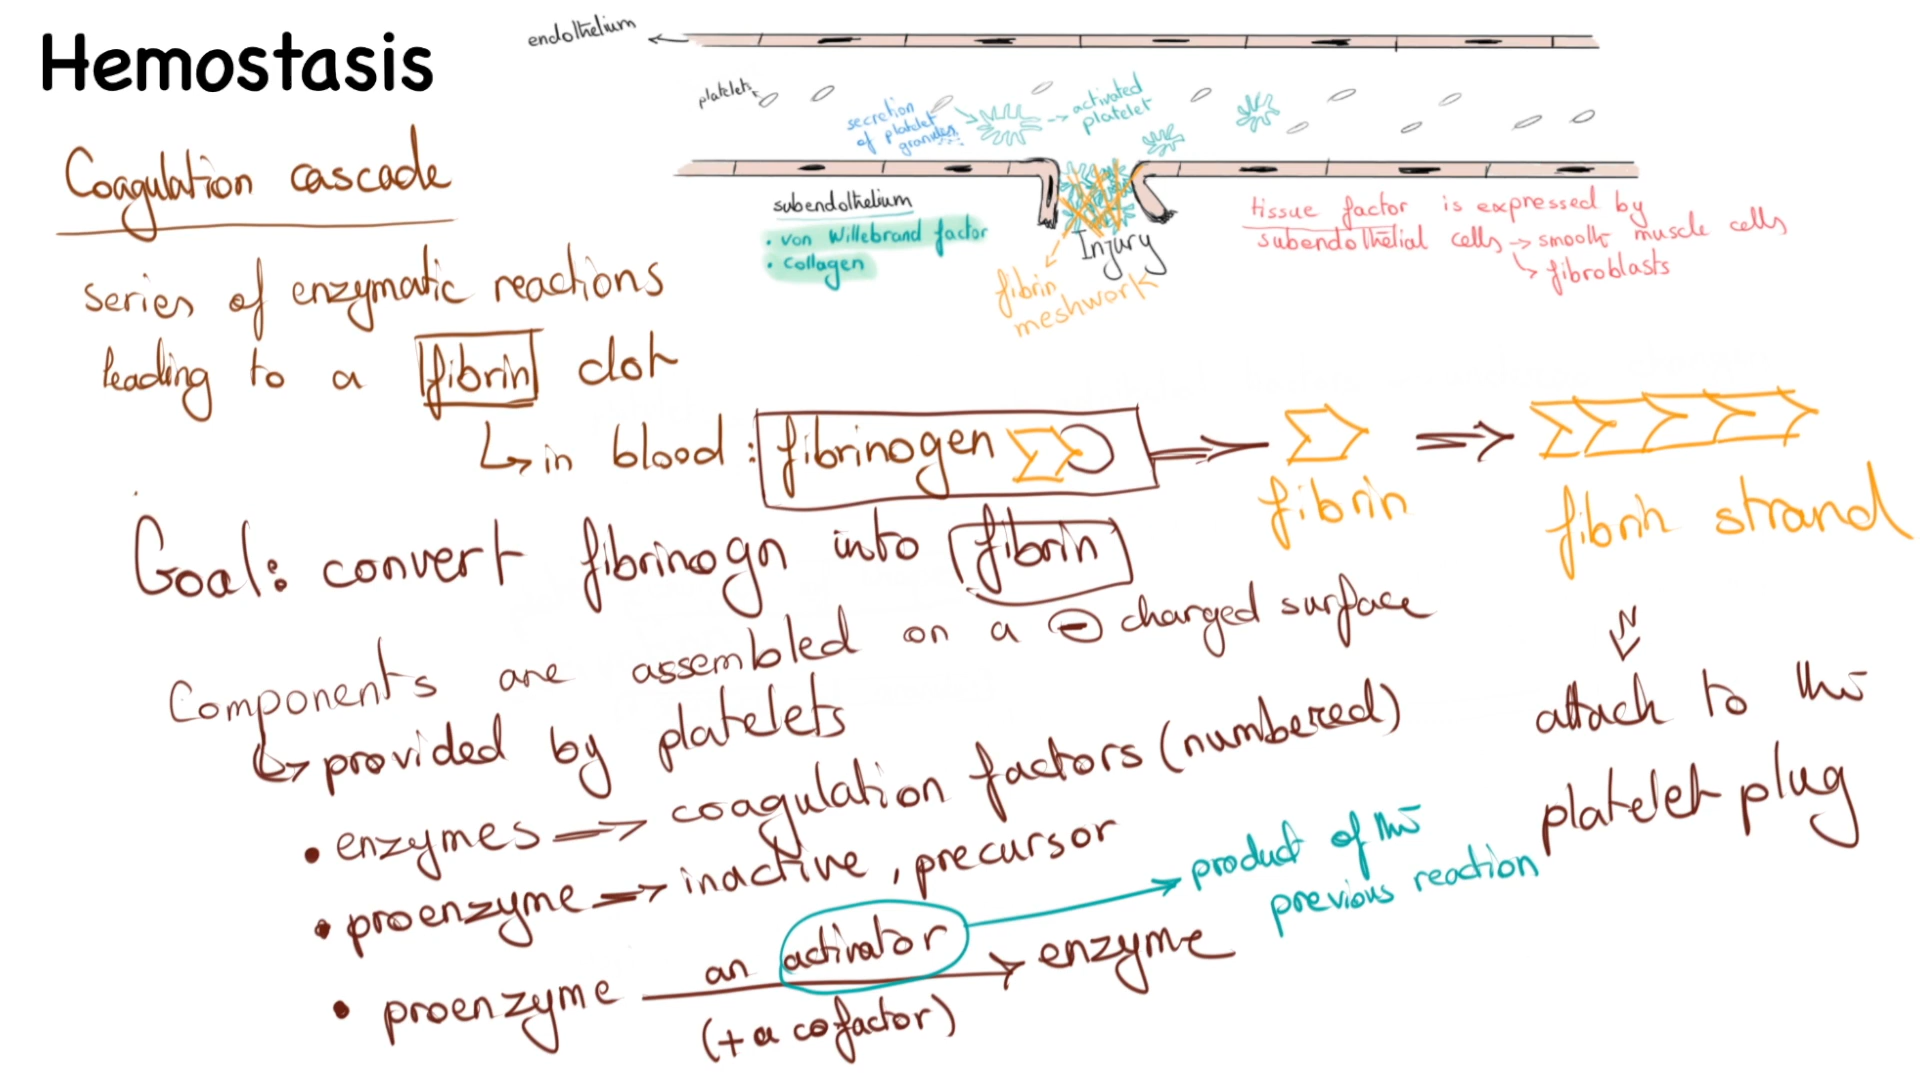 Hemostasis
endothelium
platelets
secretion
of platelet
granules
activated
platelet
subendothelium
• von Willebrand factor
• Collagen
Injury
fibrin
meshwork
tissue factor is expressed by
subendothelial cells → smooth muscle cells
↳ fibroblasts
Coagulation cascade
series of enzymatic reactions
leading to a fibrin clot
↳ in blood : fibrinogen
fibrin
fibrin strand
Goal: convert fibrinogn into fibrin
Components are assembled on a ⊖ charged surface
↳ provided by platelets
attach to the
platelet plug
• enzymes ⇒ coagulation factors (numbered)
• proenzyme → inactive, precursor
• proenzyme an activator → enzyme
(+ a cofactor)
product of the
previous reaction